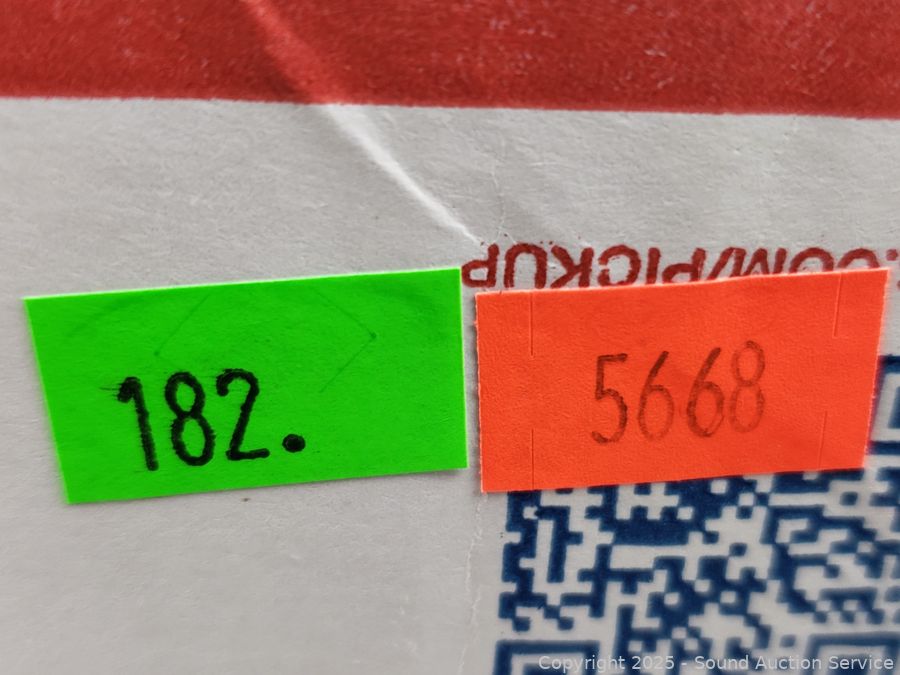 .COM/PICKUP
182.
5668
Copyright 2025 - Sound Auction Service